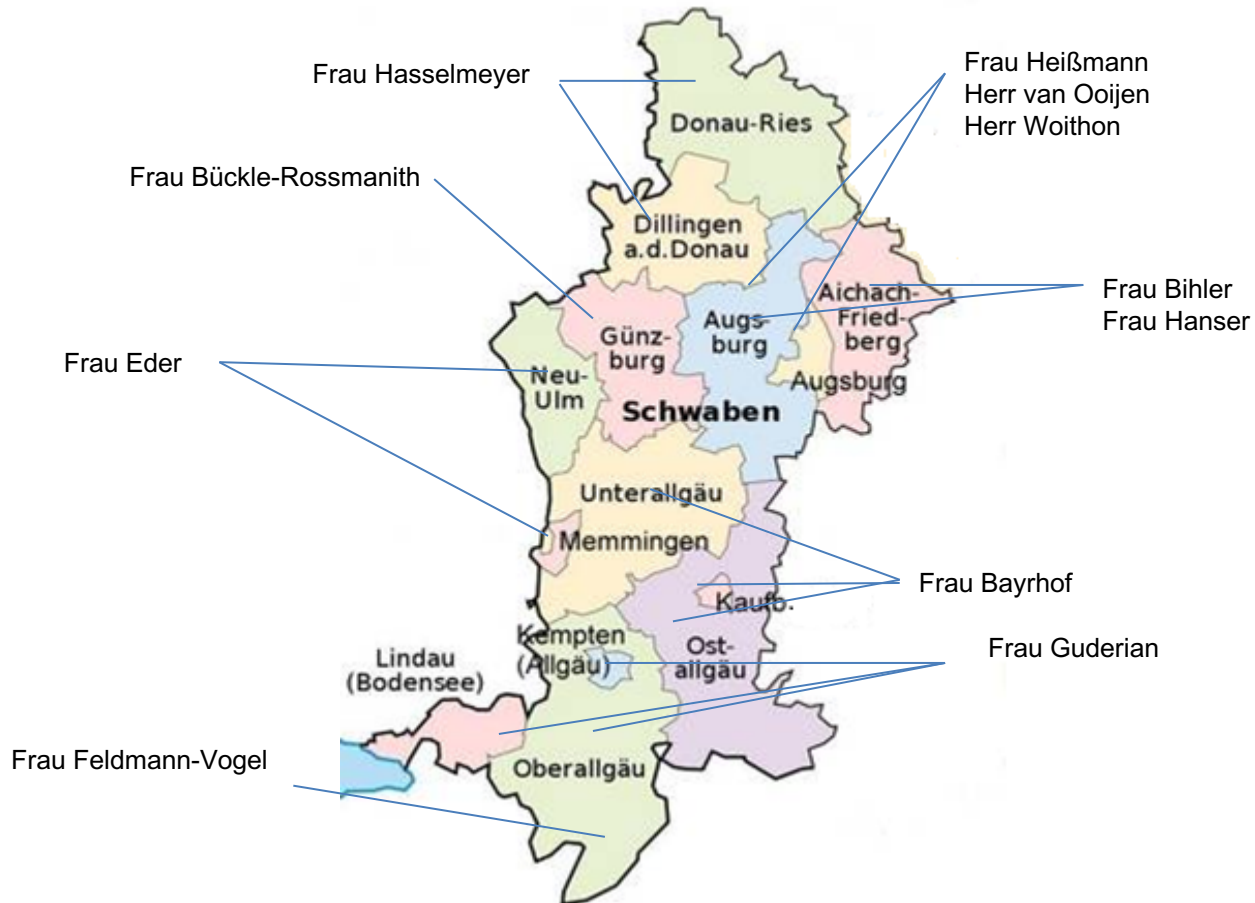 Frau Hasselmeyer
Frau Heißmann
Herr van Ooijen
Herr Woithon
Donau-Ries
Frau Bückle-Rossmanith
Dillingen
a.d.Donau
Aichach-
Fried-
berg
Frau Bihler
Frau Hanser
Augs-
burg
Günz-
burg
Frau Eder
Neu-
Ulm
Augsburg
Schwaben
Unterallgäu
Memmingen
Frau Bayrhof
Kaufb.
Kempten
(Allgäu)
Ost-
allgäu
Frau Guderian
Lindau
(Bodensee)
Frau Feldmann-Vogel
Oberallgäu